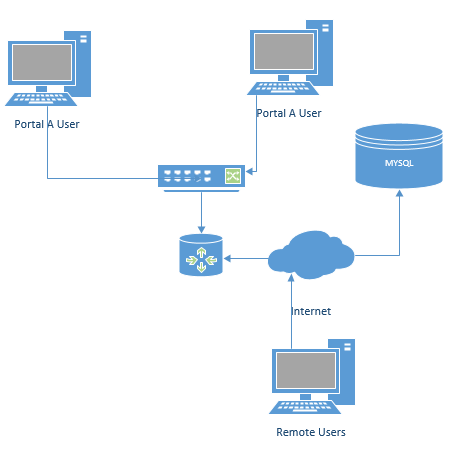 Portal A User
Portal A User
MYSQL
Internet
Remote Users